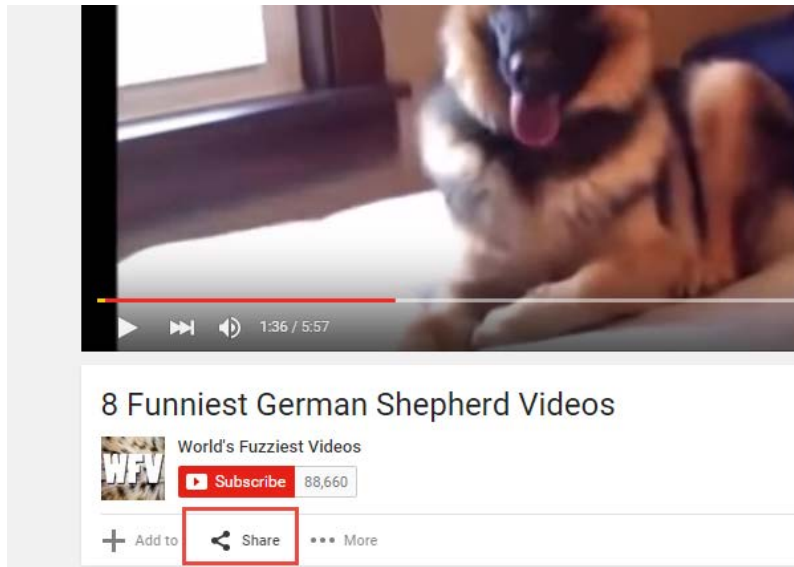 1:36 / 5:57
8 Funniest German Shepherd Videos
WFV
World's Fuzziest Videos
Subscribe 88,660
Add to Share More